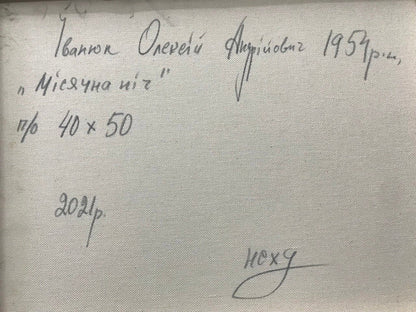 Іванюк Олексій Андрійович 1954р.н.,
„Місячна ніч"
п/о 40 х 50
2021р.
НСХУ